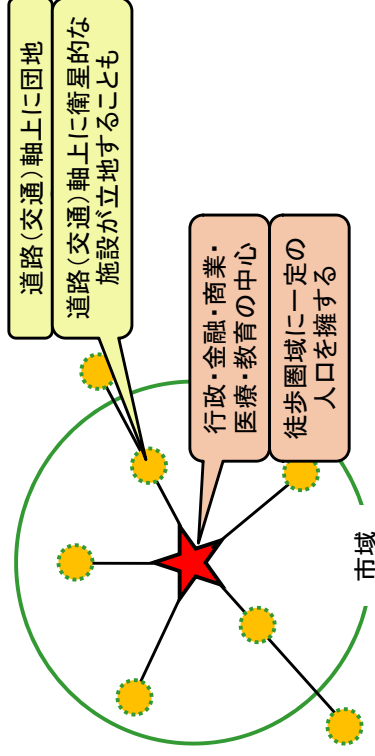 道路(交通)軸上に団地
道路(交通)軸上に衛星的な
施設が立地することも
行政・金融・商業・
医療・教育の中心
徒歩圏域に一定の
人口を擁する
市域